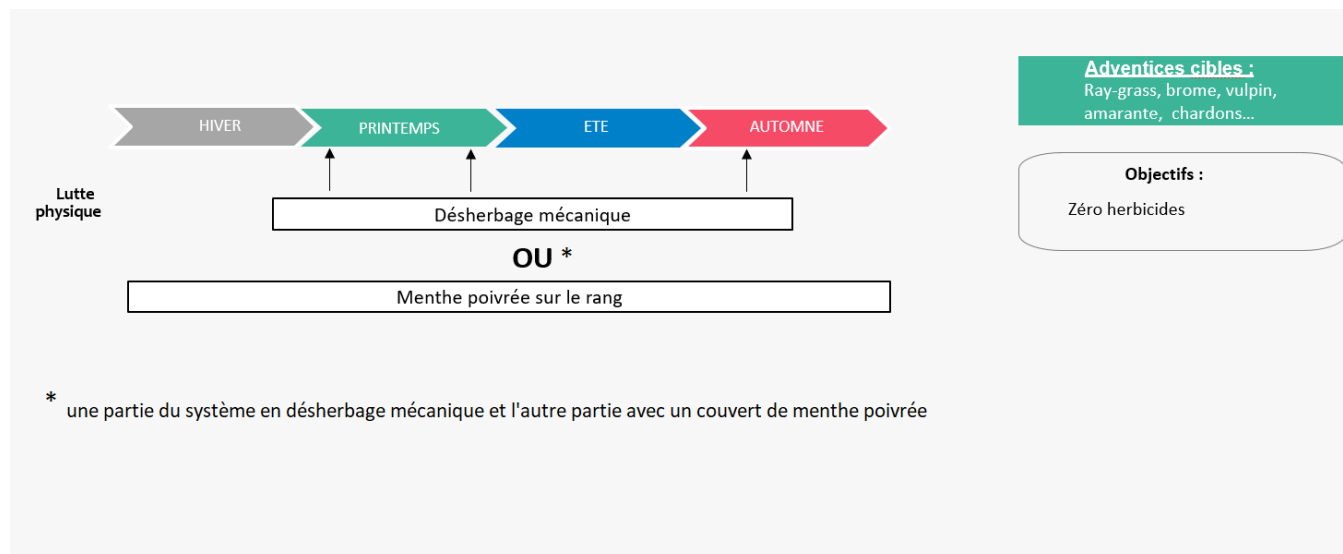 Adventices cibles :
Ray-grass, brome, vulpin,
amarante, chardons...
HIVER
PRINTEMPS
ETE
AUTOMNE
Objectifs :
Zéro herbicides
Lutte
physique
Désherbage mécanique
OU *
Menthe poivrée sur le rang
* une partie du système en désherbage mécanique et l'autre partie avec un couvert de menthe poivrée